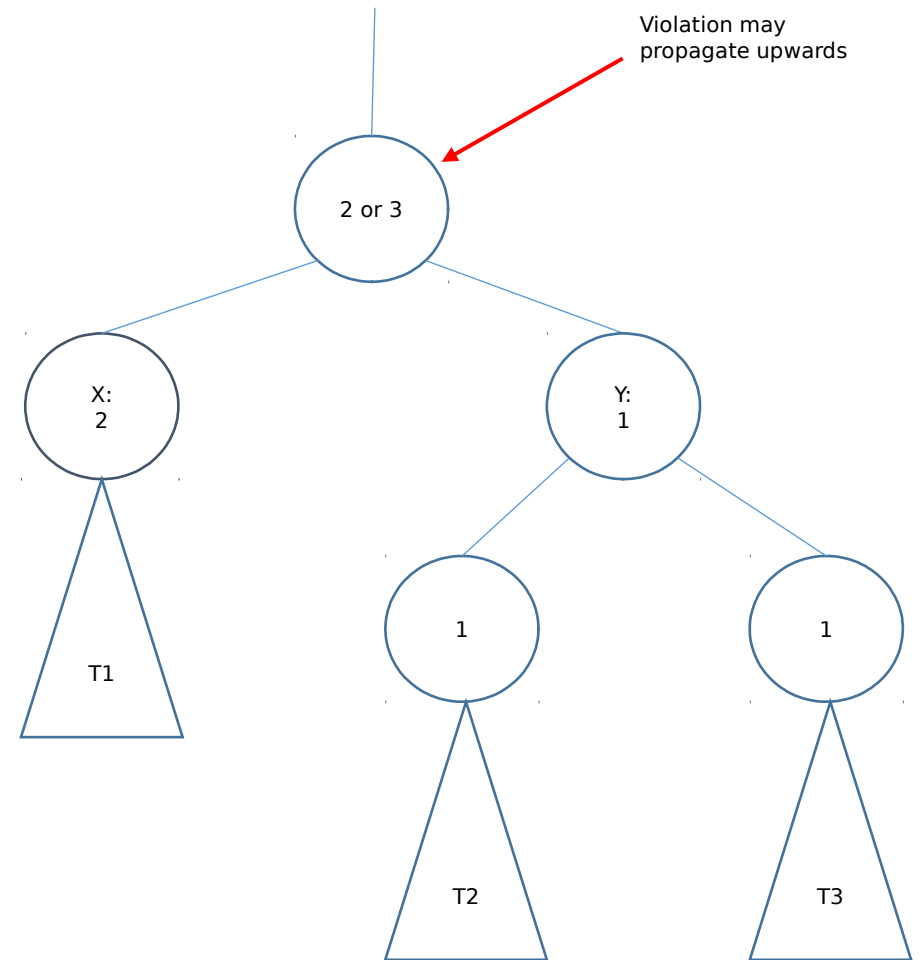 Violation may
propagate upwards
2 or 3
X:
2
Y:
1
1
1
T1
T2
T3